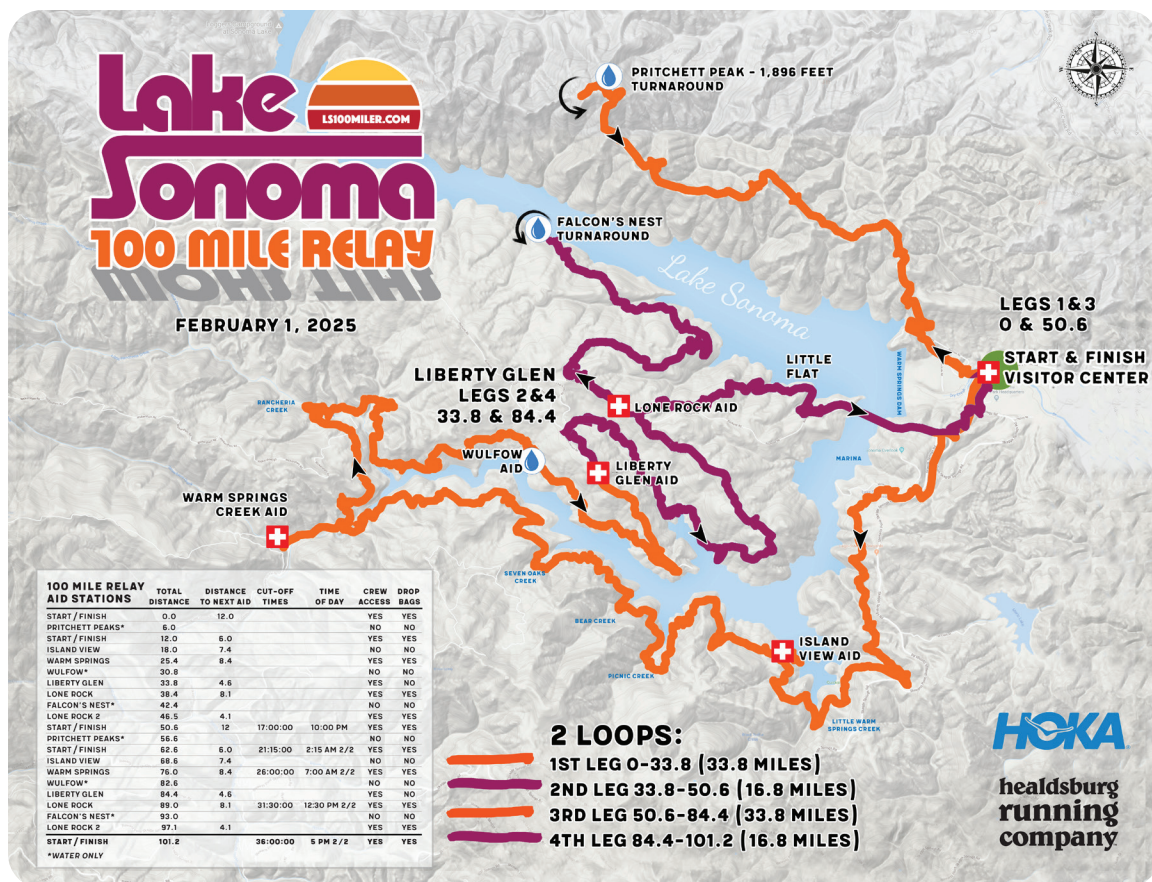 Lake
LS100MILER.COM
Sonoma
100 MILE RELAY
FEBRUARY 1, 2025
PRITCHETT PEAK - 1,896 FEET
TURNAROUND
FALCON'S NEST
TURNAROUND
Lake Sonoma
LEGS 1&3
0 & 50.6
START & FINISH
VISITOR CENTER
WARM SPRINGS DAM
LITTLE
FLAT
LIBERTY GLEN
LEGS 2&4
33.8 & 84.4
LONE ROCK AID
RANCHERIA
CREEK
WULFOW
AID
LIBERTY
GLEN AID
MARINA
WARM SPRINGS
CREEK AID
SEVEN OAKS
CREEK
BEAR CREEK
PICNIC CREEK
ISLAND
VIEW AID
LITTLE WARM
SPRINGS CREEK
100 MILE RELAY
AID STATIONS TOTAL DISTANCE DISTANCE TO NEXT AID CUT-OFF TIMES TIME OF DAY CREW ACCESS DROP BAGS
START/FINISH 0.0 12.0 YES YES
PRITCHETT PEAKS* 6.0 NO NO
START/FINISH 12.0 6.0 YES YES
ISLAND VIEW 18.0 7.4 NO NO
WARM SPRINGS 25.4 8.4 YES YES
WULFOW* 30.8 NO NO
LIBERTY GLEN 33.8 4.6 YES YES
LONE ROCK 38.4 8.1 YES YES
FALCON'S NEST* 42.4 NO NO
LONE ROCK 2 46.5 4.1 YES YES
START/FINISH 50.6 12 17:00:00 10:00 PM YES YES
PRITCHETT PEAKS* 56.6 NO NO
START/FINISH 62.6 6.0 21:15:00 2:15 AM 2/2 YES YES
ISLAND VIEW 68.6 7.4 NO NO
WARM SPRINGS 76.0 8.4 26:00:00 7:00 AM 2/2 YES YES
WULFOW* 82.6 NO NO
LIBERTY GLEN 84.4 4.6 YES YES
LONE ROCK 89.0 8.1 31:30:00 12:30 PM 2/2 YES YES
FALCON'S NEST* 93.0 NO NO
LONE ROCK 2 97.1 4.1 YES YES
START/FINISH 101.2 36:00:00 5 PM 2/2 YES YES
*WATER ONLY
2 LOOPS:
1ST LEG 0-33.8 (33.8 MILES)
2ND LEG 33.8-50.6 (16.8 MILES)
3RD LEG 50.6-84.4 (33.8 MILES)
4TH LEG 84.4-101.2 (16.8 MILES)
HOKA
healdsburg
running
company